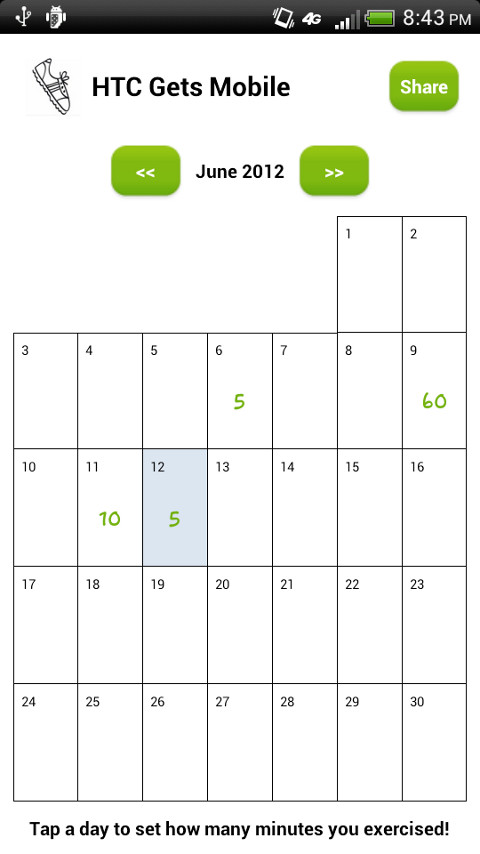 4G 8:43 PM
HTC Gets Mobile
Share
<<
June 2012
>>
1 2
3 4 5 6 7 8 9
5 60
10 11 12 13 14 15 16
10 5
17 18 19 20 21 22 23
24 25 26 27 28 29 30
Tap a day to set how many minutes you exercised!